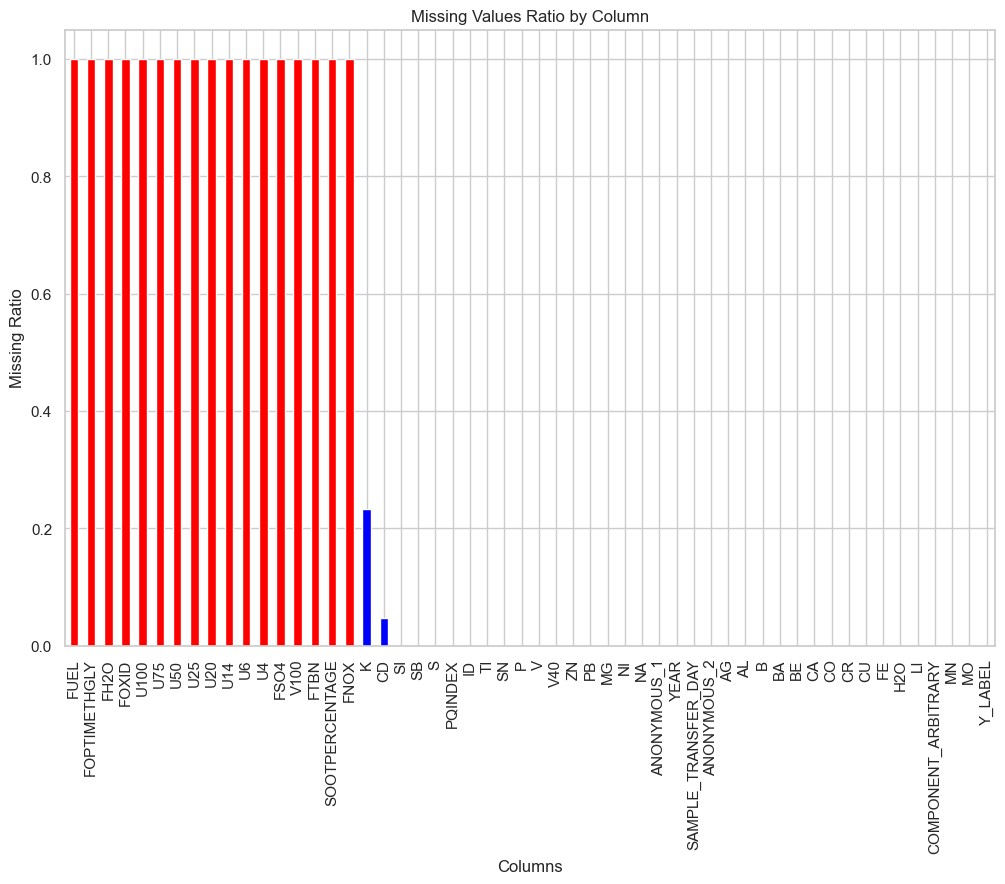 Missing Values Ratio by Column
Missing Ratio
1.0
0.8
0.6
0.4
0.2
0.0
FUEL
FOPTIMETHGLY
FH2O
FOXID
U100
U75
U50
U25
U20
U14
U6
U4
FSO4
V100
FTBN
SOOTPERCENTAGE
FNOX
K
CD
SI
SB
S
PQINDEX
ID
TI
SN
P
V
V40
ZN
PB
MG
NI
NA
ANONYMOUS_1
YEAR
SAMPLE_TRANSFER_DAY
ANONYMOUS_2
AG
AL
B
BA
BE
CA
CO
CR
CU
FE
H2O
LI
COMPONENT_ARBITRARY
MN
MO
Y_LABEL
Columns